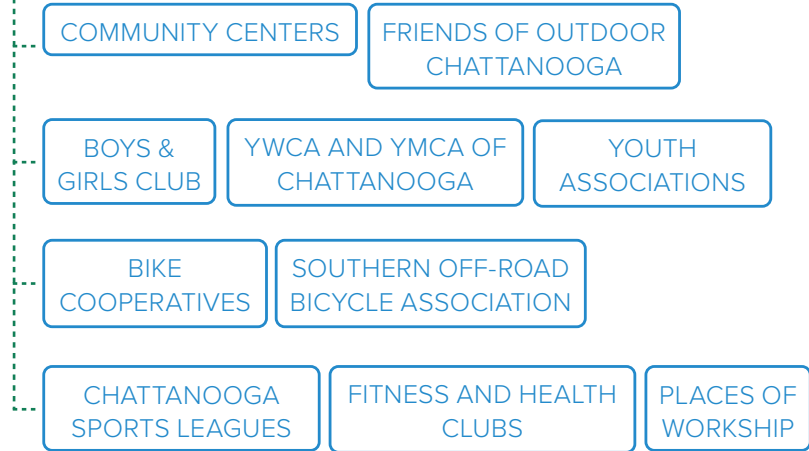 COMMUNITY CENTERS
FRIENDS OF OUTDOOR
CHATTANOOGA
BOYS &
GIRLS CLUB
YWCA AND YMCA OF
CHATTANOOGA
YOUTH
ASSOCIATIONS
BIKE
COOPERATIVES
SOUTHERN OFF-ROAD
BICYCLE ASSOCIATION
CHATTANOOGA
SPORTS LEAGUES
FITNESS AND HEALTH
CLUBS
PLACES OF
WORKSHIP